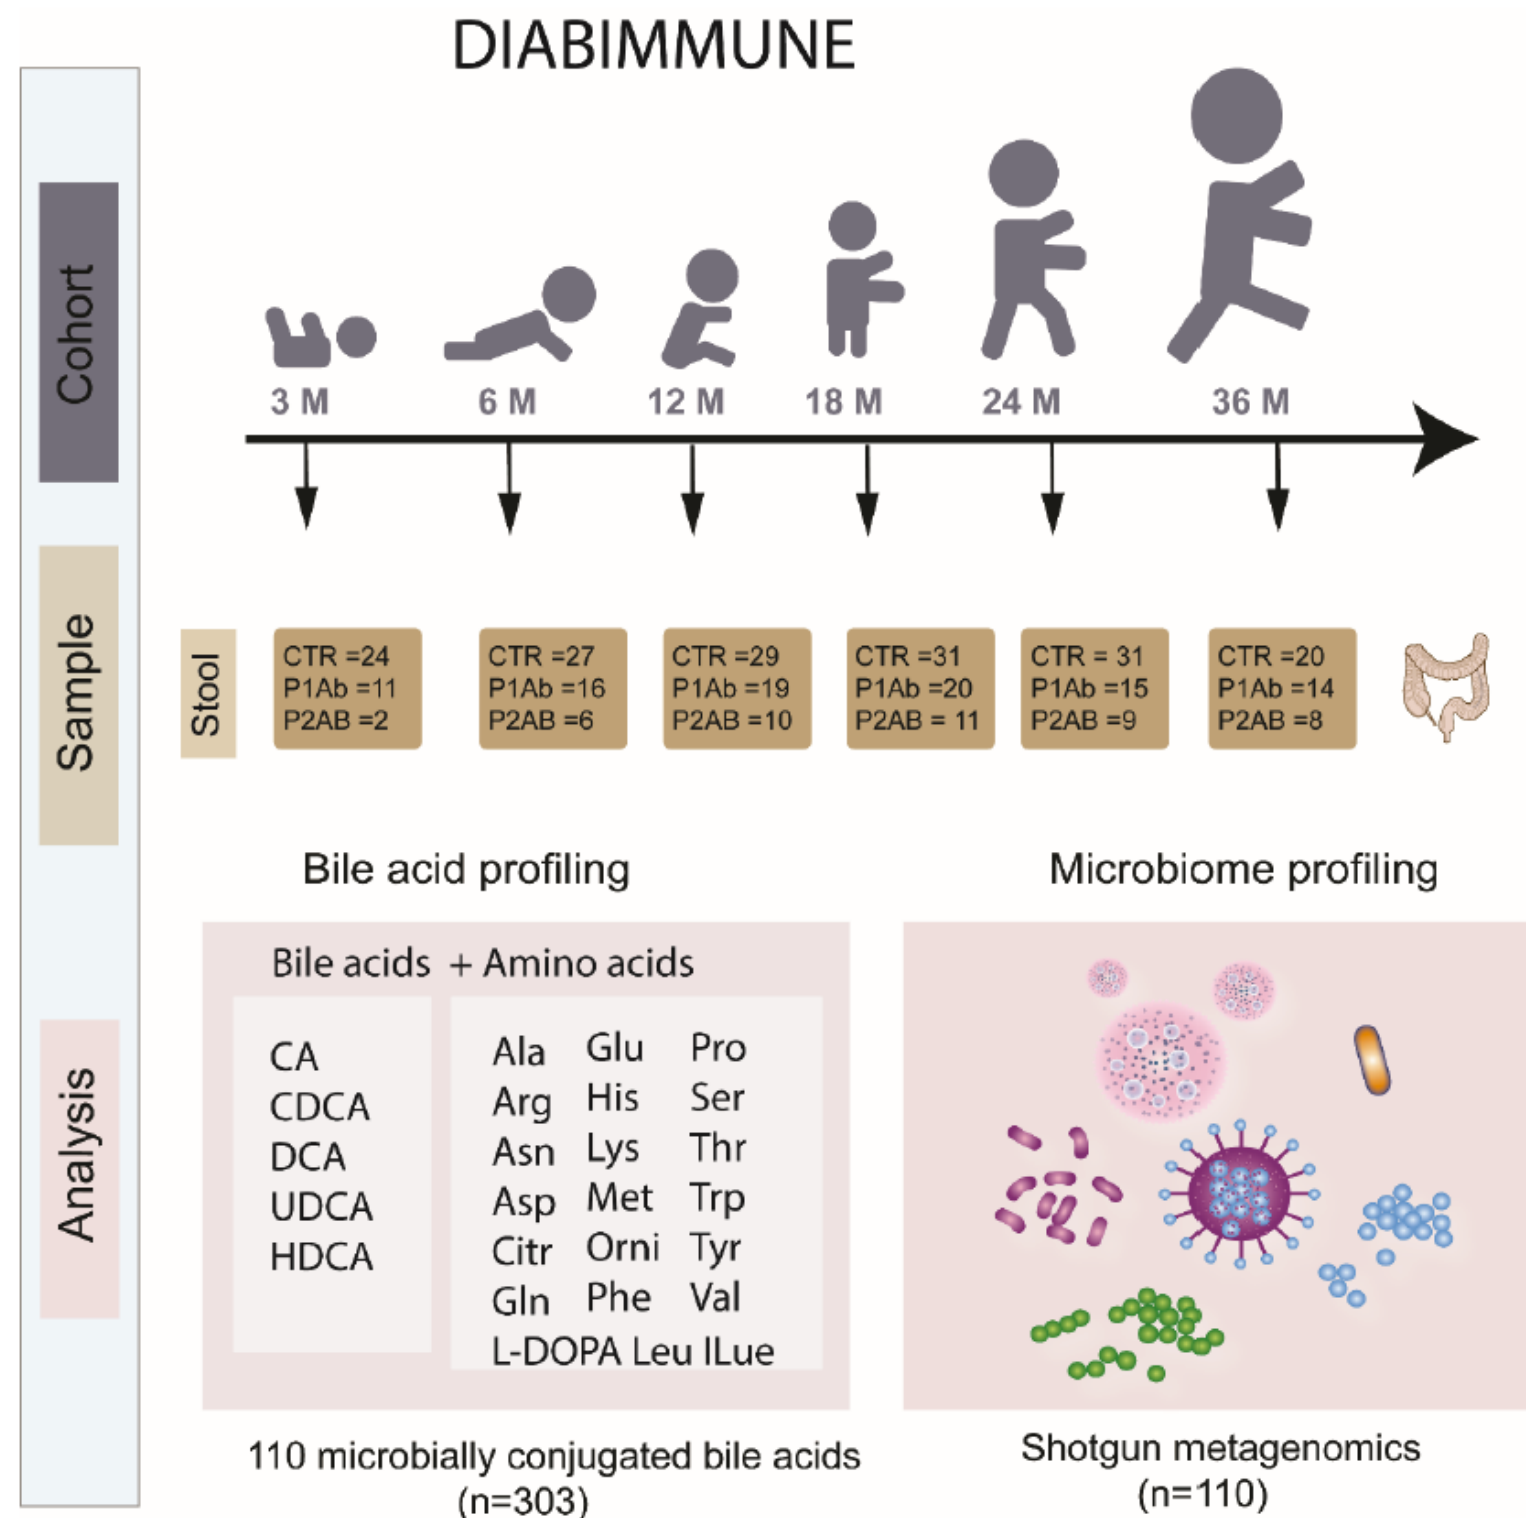 DIABIMMUNE
Cohort
3 M
6 M
12 M
18 M
24 M
36 M
Sample
Stool
CTR =24
P1Ab =11
P2AB =2
CTR =27
P1Ab =16
P2AB =6
CTR =29
P1Ab =19
P2AB =10
CTR =31
P1Ab =20
P2AB = 11
CTR = 31
P1Ab =15
P2AB =9
CTR =20
P1Ab =14
P2AB =8
Analysis
Bile acid profiling
Bile acids + Amino acids
CA
CDCA
DCA
UDCA
HDCA
Ala Glu Pro
Arg His Ser
Asn Lys Thr
Asp Met Trp
Citr Orni Tyr
Gln Phe Val
L-DOPA Leu ILue
110 microbially conjugated bile acids
(n=303)
Microbiome profiling
Shotgun metagenomics
(n=110)